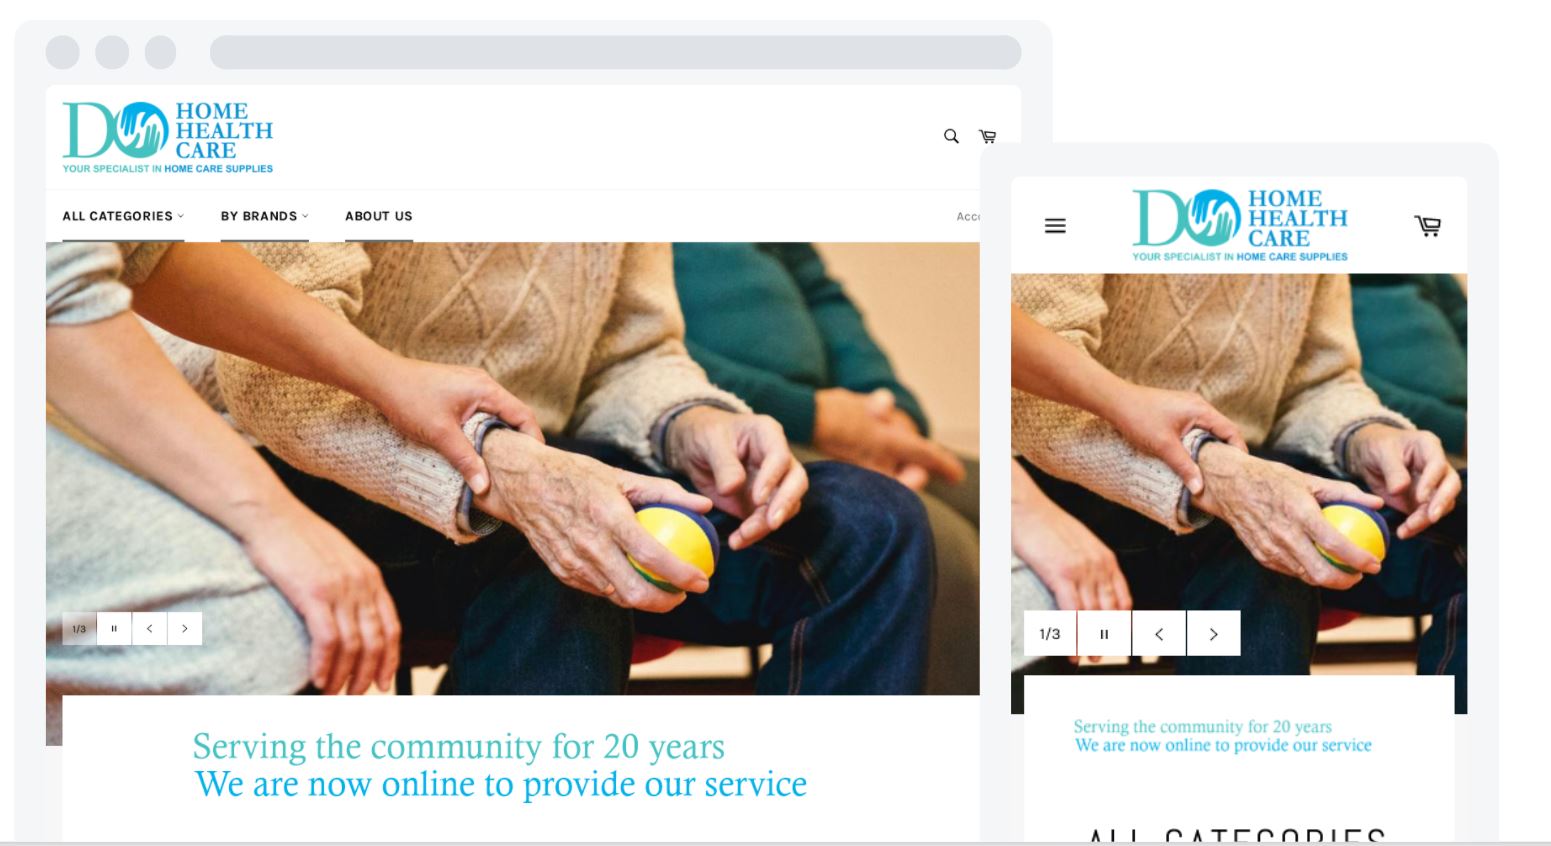 DO HOME
HEALTH
CARE
YOUR SPECIALIST IN HOME CARE SUPPLIES
ALL CATEGORIES
BY BRANDS
ABOUT US
1/3
Serving the community for 20 years
We are now online to provide our service
DO HOME
HEALTH
CARE
YOUR SPECIALIST IN HOME CARE SUPPLIES
1/3
Serving the community for 20 years
We are now online to provide our service
ALL CATEGORIES